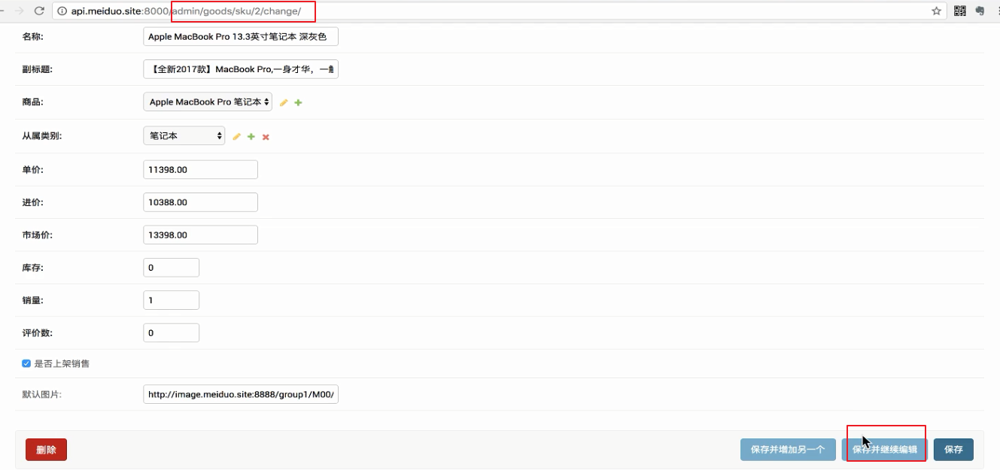 api.meiduo.site:8000/admin/goods/sku/2/change/
名称: Apple MacBook Pro 13.3英寸笔记本 深灰色
副标题: 【全新2017款】MacBook Pro,一身才华，一
商品: Apple MacBook Pro 笔记本
从属类别: 笔记本
单价: 11398.00
进价: 10388.00
市场价: 13398.00
库存: 0
销量: 1
评价数: 0
是否上架销售
默认图片: http://image.meiduo.site:8888/group1/M00/
删除 保存并增加另一个 保存并继续编辑 保存